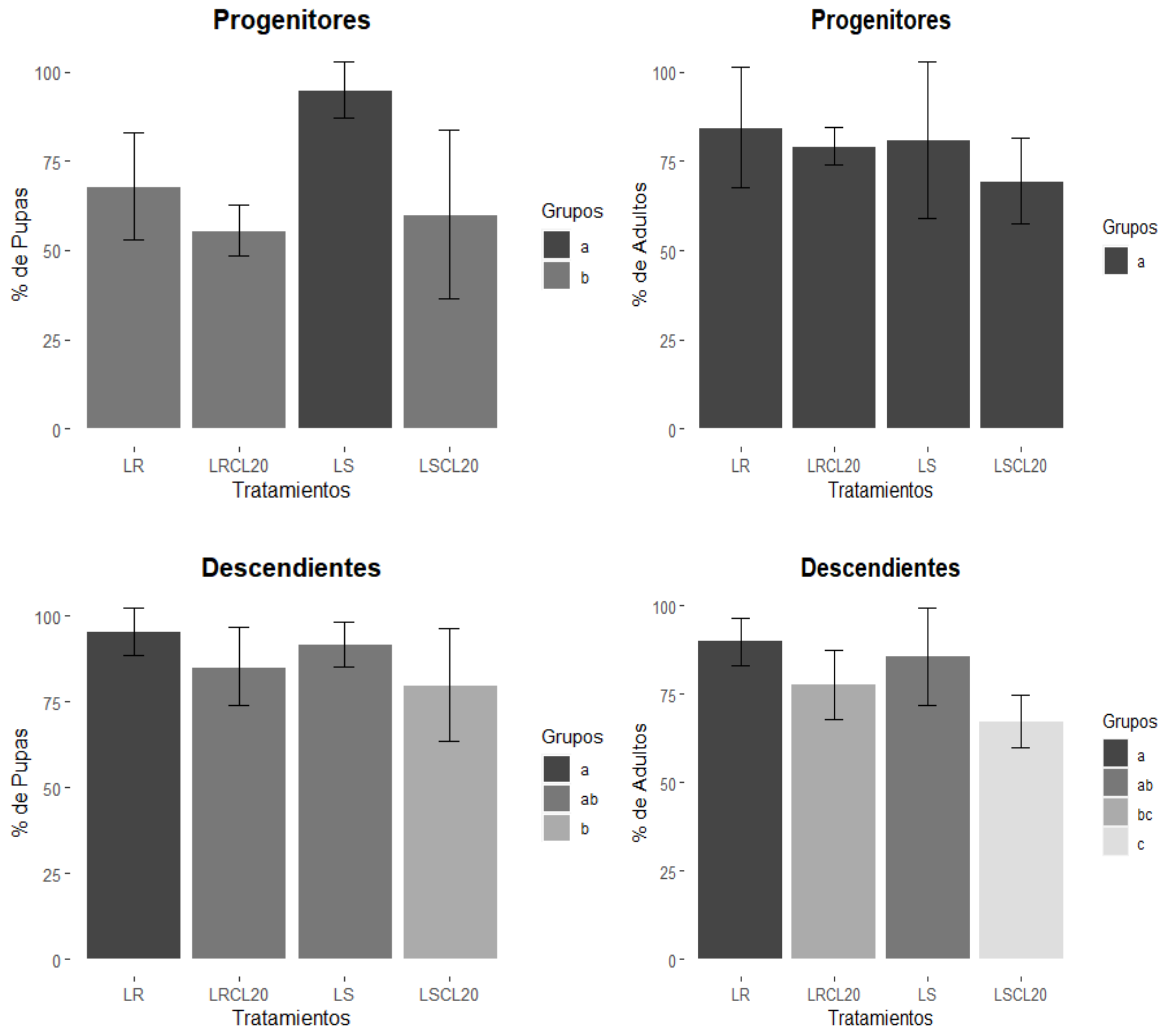 Progenitores
% de Pupas
100
75
50
25
0
LR LRCL20 LS LSCL20
Tratamientos
Grupos
a
b
Progenitores
% de Adultos
100
75
50
25
0
LR LRCL20 LS LSCL20
Tratamientos
Grupos
a
Descendientes
% de Pupas
100
75
50
25
0
LR LRCL20 LS LSCL20
Tratamientos
Grupos
a
ab
b
Descendientes
% de Adultos
100
75
50
25
0
LR LRCL20 LS LSCL20
Tratamientos
Grupos
a
ab
bc
c